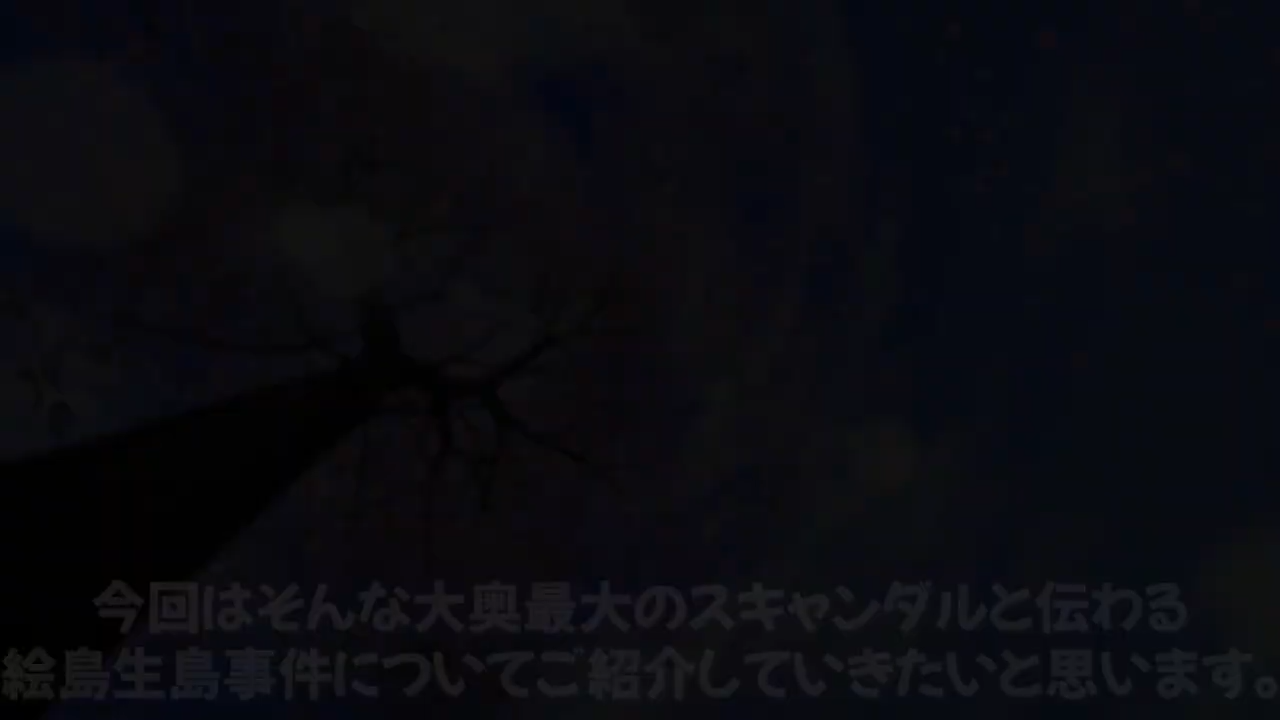 今回はそんな大奥最大のスキャンダルと伝わる
絵島生島事件についてご紹介していきたいと思います。